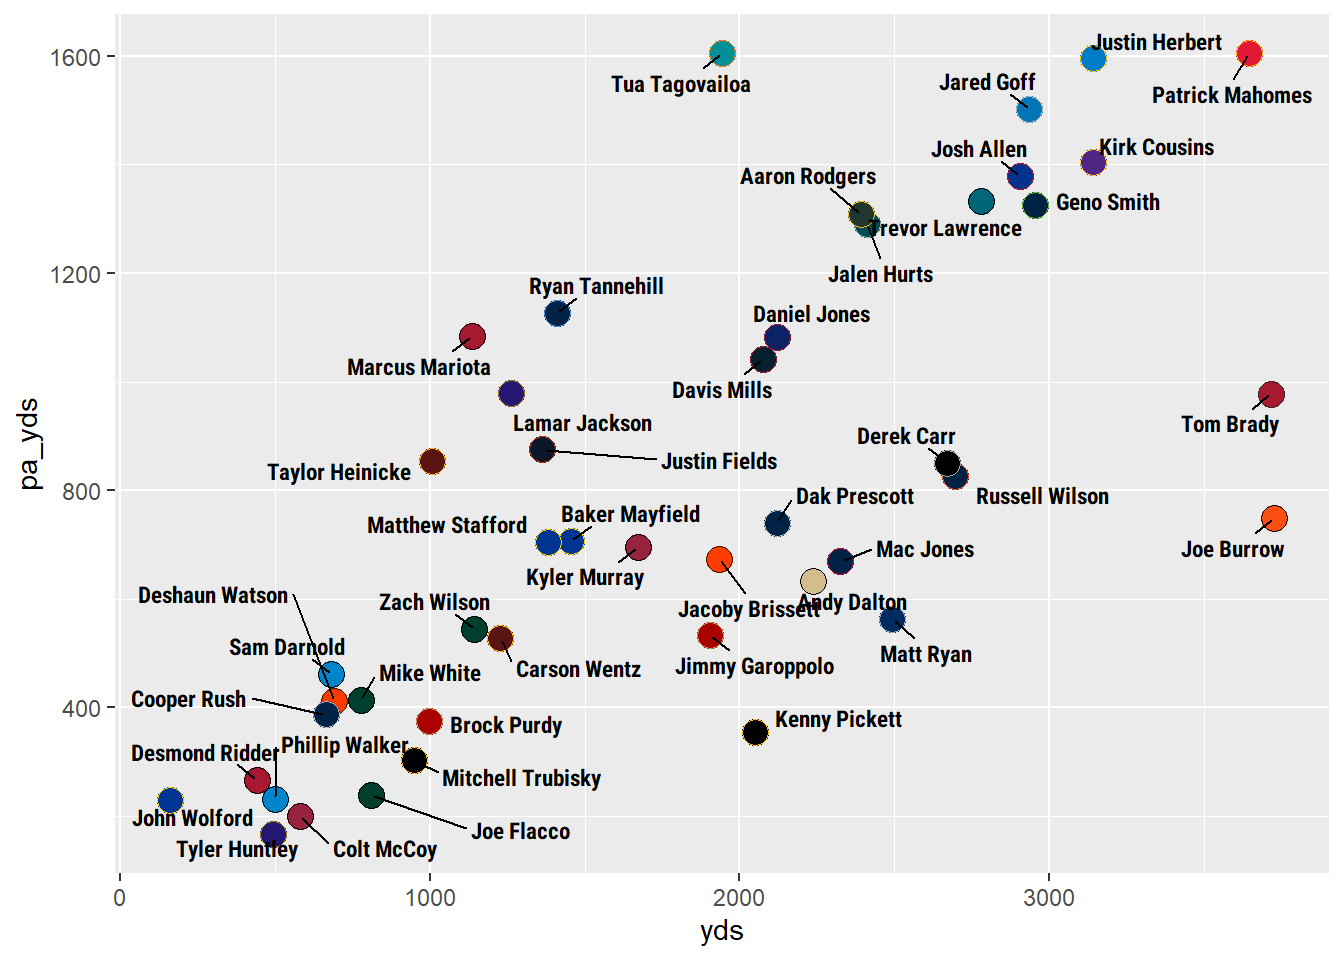 1600
Justin Herbert
Tua Tagovailoa
Jared Goff
Patrick Mahomes
Josh Allen
Kirk Cousins
Aaron Rodgers
Geno Smith
Trevor Lawrence
1200
Jalen Hurts
Ryan Tannehill
Daniel Jones
Marcus Mariota
Davis Mills
Lamar Jackson
Tom Brady
Derek Carr
Taylor Heinicke
Justin Fields
pa_yds
800
Dak Prescott
Russell Wilson
Matthew Stafford
Baker Mayfield
Kyler Murray
Mac Jones
Joe Burrow
Deshaun Watson
Zach Wilson
Jacoby Brissett
Andy Dalton
Sam Darnold
Mike White
Carson Wentz
Jimmy Garoppolo
Matt Ryan
Cooper Rush
400
Brock Purdy
Kenny Pickett
Phillip Walker
Desmond Ridder
Mitchell Trubisky
John Wolford
Joe Flacco
Tyler Huntley
Colt McCoy
0
1000
2000
3000
yds